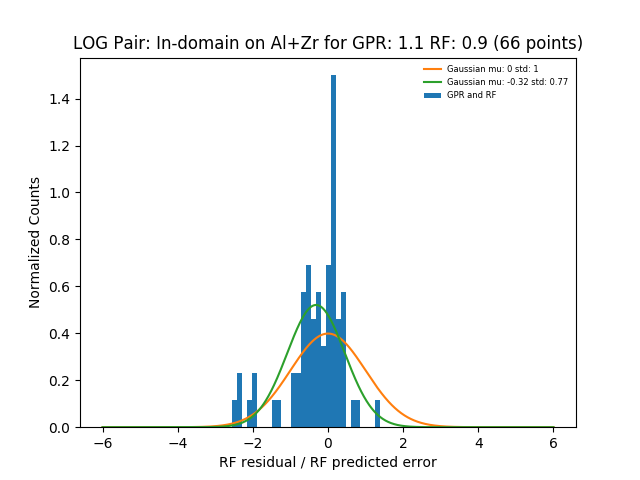 LOG Pair: In-domain on Al+Zr for GPR: 1.1 RF: 0.9 (66 points)
Gaussian mu: 0 std: 1
Gaussian mu: -0.32 std: 0.77
GPR and RF
Normalized Counts
1.4
1.2
1.0
0.8
0.6
0.4
0.2
0.0
−6 −4 −2 0 2 4 6
RF residual / RF predicted error